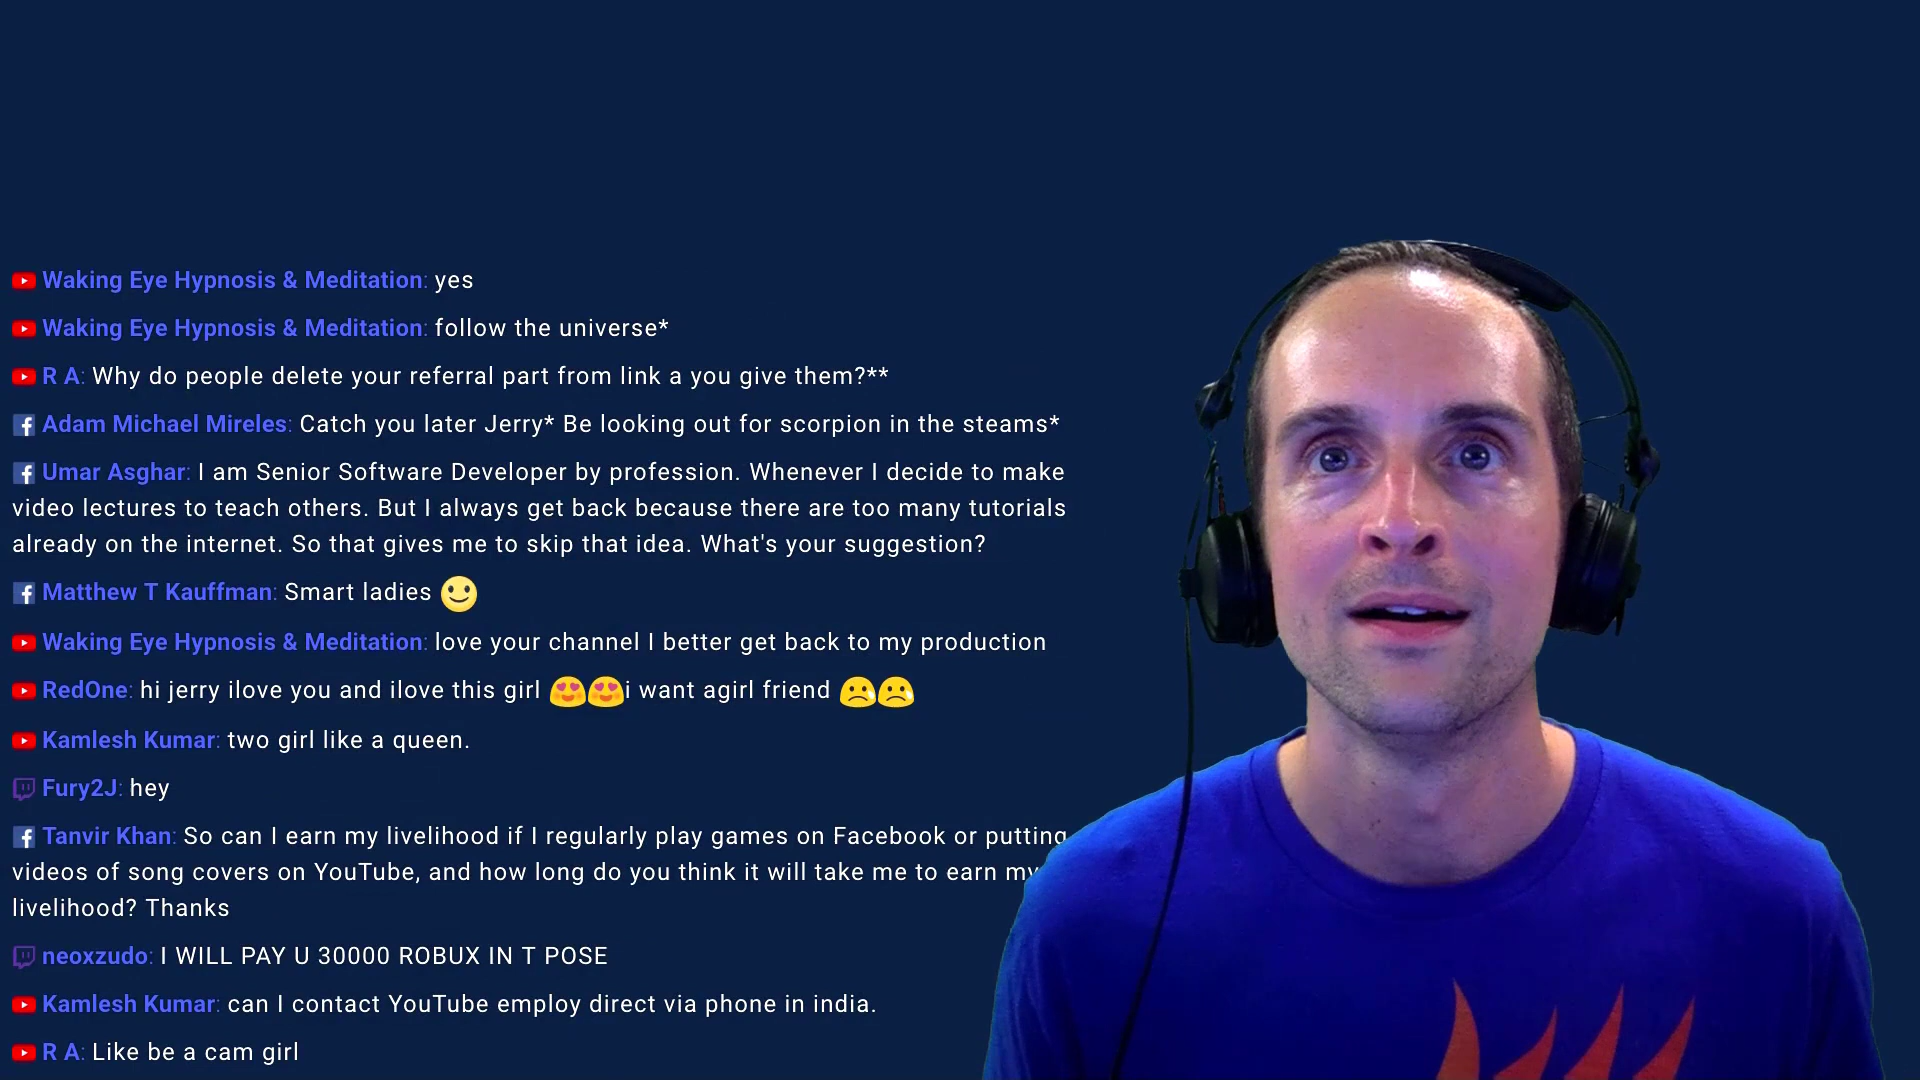 Waking Eye Hypnosis & Meditation: yes
Waking Eye Hypnosis & Meditation: follow the universe*
R A: Why do people delete your referral part from link a you give them?**
Adam Michael Mireles: Catch you later Jerry* Be looking out for scorpion in the steams*
Umar Asghar: I am Senior Software Developer by profession. Whenever I decide to make
video lectures to teach others. But I always get back because there are too many tutorials
already on the internet. So that gives me to skip that idea. What's your suggestion?
Matthew T Kauffman: Smart ladies 🙂
Waking Eye Hypnosis & Meditation: love your channel I better get back to my production
RedOne: hi jerry ilove you and ilove this girl 😍😍i want agirl friend 😢😢
Kamlesh Kumar: two girl like a queen.
Fury2J: hey
Tanvir Khan: So can I earn my livelihood if I regularly play games on Facebook or putting
videos of song covers on YouTube, and how long do you think it will take me to earn my
livelihood? Thanks
neoxzudo: I WILL PAY U 30000 ROBUX IN T POSE
Kamlesh Kumar: can I contact YouTube employ direct via phone in india.
R A: Like be a cam girl